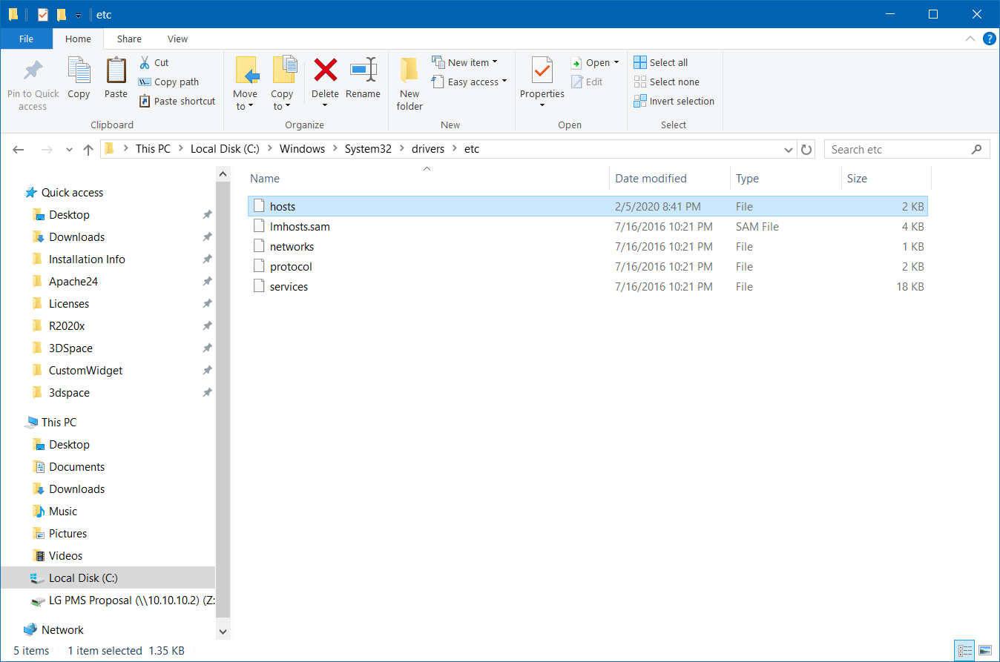 etc
File Home Share View
Pin to Quick access
Copy
Paste
Cut
Copy path
Paste shortcut
Clipboard
Move to
Copy to
Delete
Rename
Organize
New folder
New item
Easy access
New
Properties
Open
Edit
Open
Select all
Select none
Invert selection
Select
This PC > Local Disk (C:) > Windows > System32 > drivers > etc
Search etc
Name Date modified Type Size
hosts 2/5/2020 8:41 PM File 2 KB
lmhosts.sam 7/16/2016 10:21 PM SAM File 4 KB
networks 7/16/2016 10:21 PM File 1 KB
protocol 7/16/2016 10:21 PM File 2 KB
services 7/16/2016 10:21 PM File 18 KB
Quick access
Desktop
Downloads
Installation Info
Apache24
Licenses
R2020x
3DSpace
CustomWidget
3dspace
This PC
Desktop
Documents
Downloads
Music
Pictures
Videos
Local Disk (C:)
LG PMS Proposal (\\10.10.10.2) (Z:
Network
5 items 1 item selected 1.35 KB